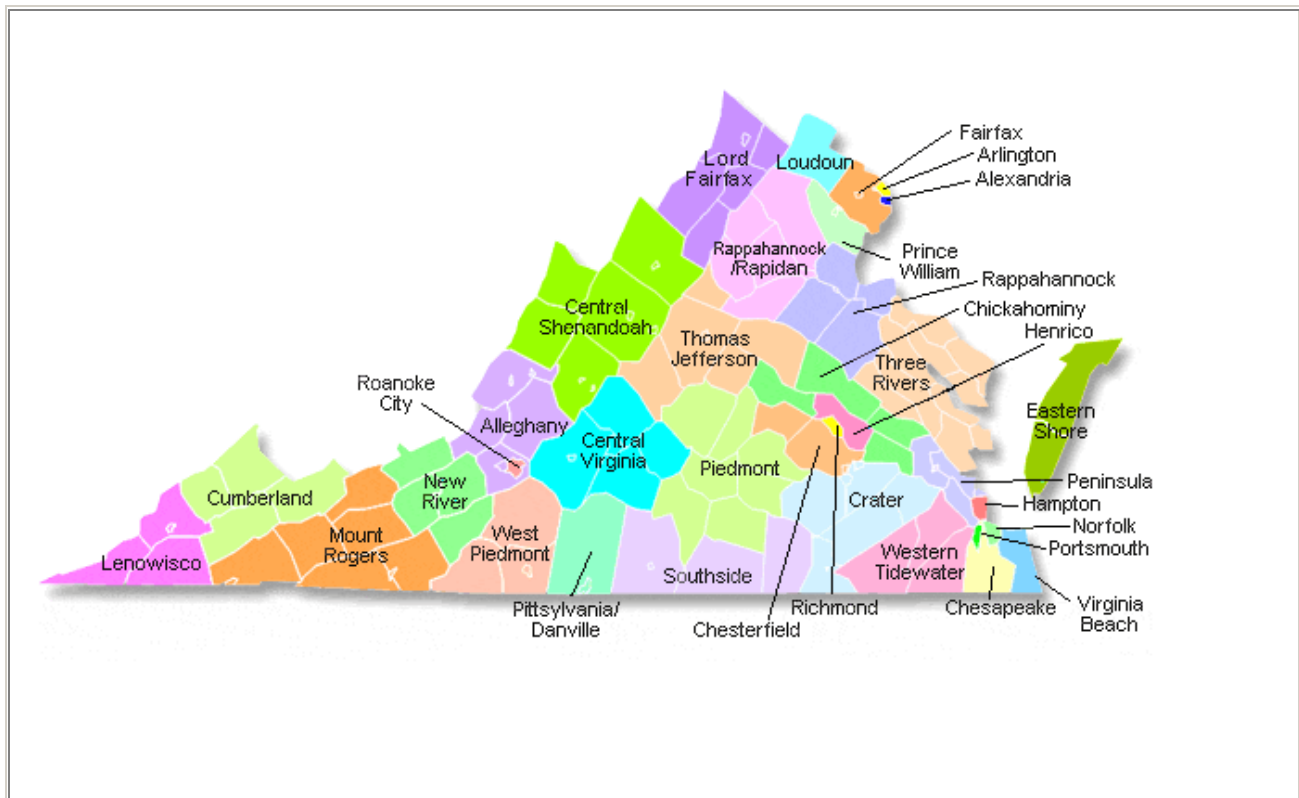 Fairfax
Arlington
Alexandria
Lord
Fairfax
Loudoun
Rappahannock
/Rapidan
Prince
William
Rappahannock
Central
Shenandoah
Chickahominy
Henrico
Thomas
Jefferson
Three
Rivers
Roanoke
City
Alleghany
Eastern
Shore
Central
Virginia
Piedmont
Peninsula
Cumberland
New
River
Crater
Hampton
Norfolk
Portsmouth
Mount
Rogers
West
Piedmont
Western
Tidewater
Lenowisco
Southside
Pittsylvania/
Danville
Chesterfield
Richmond
Chesapeake
Virginia
Beach